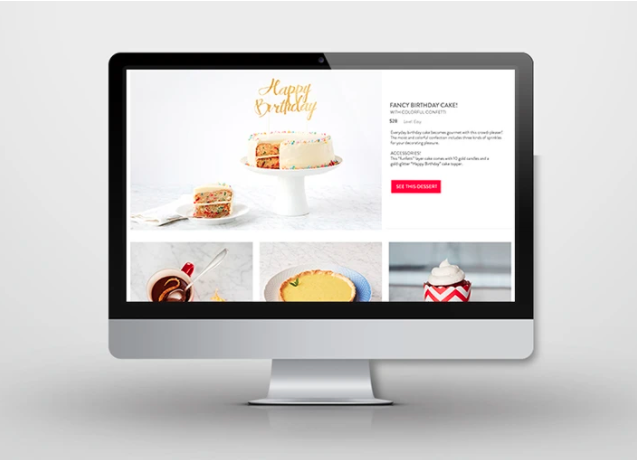 Happy
Birthday
FANCY BIRTHDAY CAKE!
WITH COLORFUL CONFETTI
$28
Everyday birthday cake becomes gourmet with this crowd pleaser!
The moist and colorful confection includes three kinds of sprinkles
for your decorating pleasure.
ACCESSORIES?
This "funfetti" layer cake comes with 10 gold candles and a
gold glitter "Happy Birthday" cake topper.
SEE THIS DESSERT